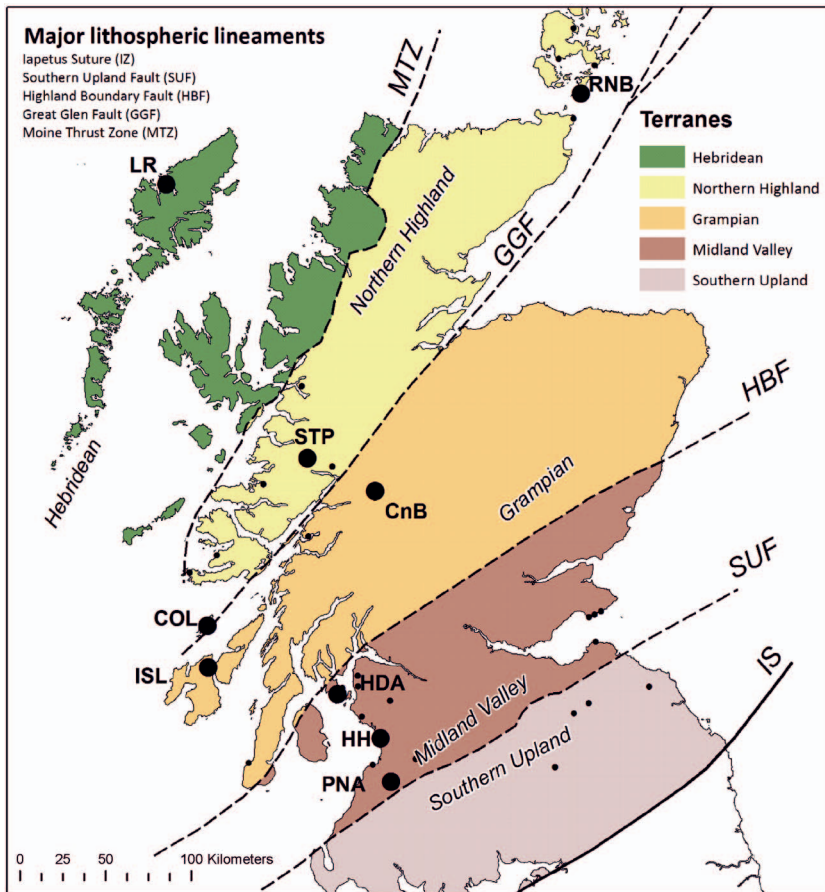 Major lithospheric lineaments
Iapetus Suture (IZ)
Southern Upland Fault (SUF)
Highland Boundary Fault (HBF)
Great Glen Fault (GGF)
Moine Thrust Zone (MTZ)
MTZ
RNB
Terranes
Hebridean
Northern Highland
Grampian
Midland Valley
Southern Upland
LR
Northern Highland
GGF
HBF
STP
Hebridean
CnB
Grampian
SUF
COL
ISL
IS
HDA
HH
Midland Valley
PNA
Southern Upland
0 25 50 100 Kilometers